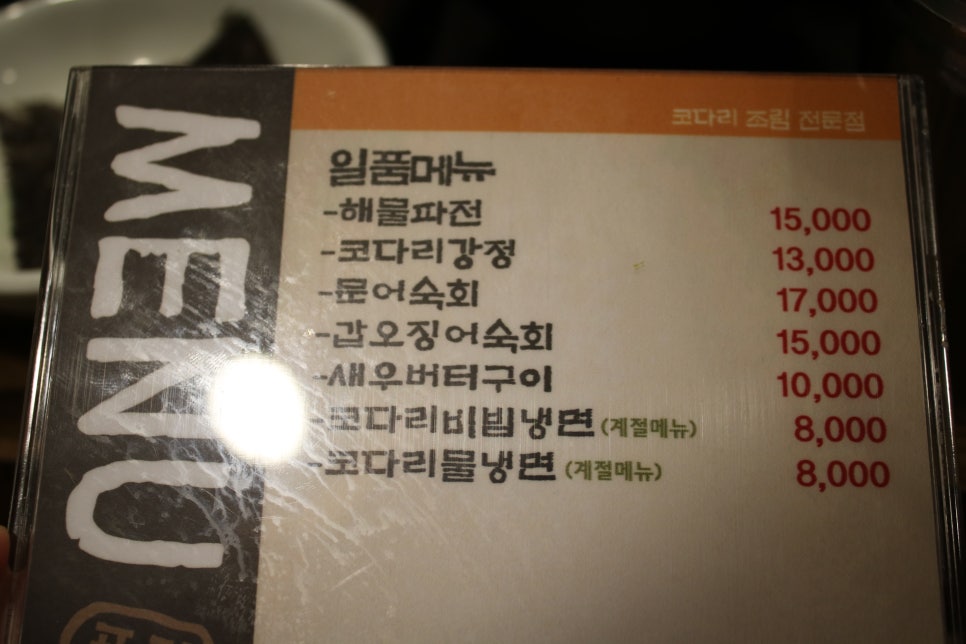 MENU
코다리 조림 전문점
일품메뉴
-해물파전 15,000
-코다리강정 13,000
-문어숙회 17,000
-갑오징어숙회 15,000
-새우버터구이 10,000
-코다리비빔냉면 (계절메뉴) 8,000
-코다리물냉면 (계절메뉴) 8,000